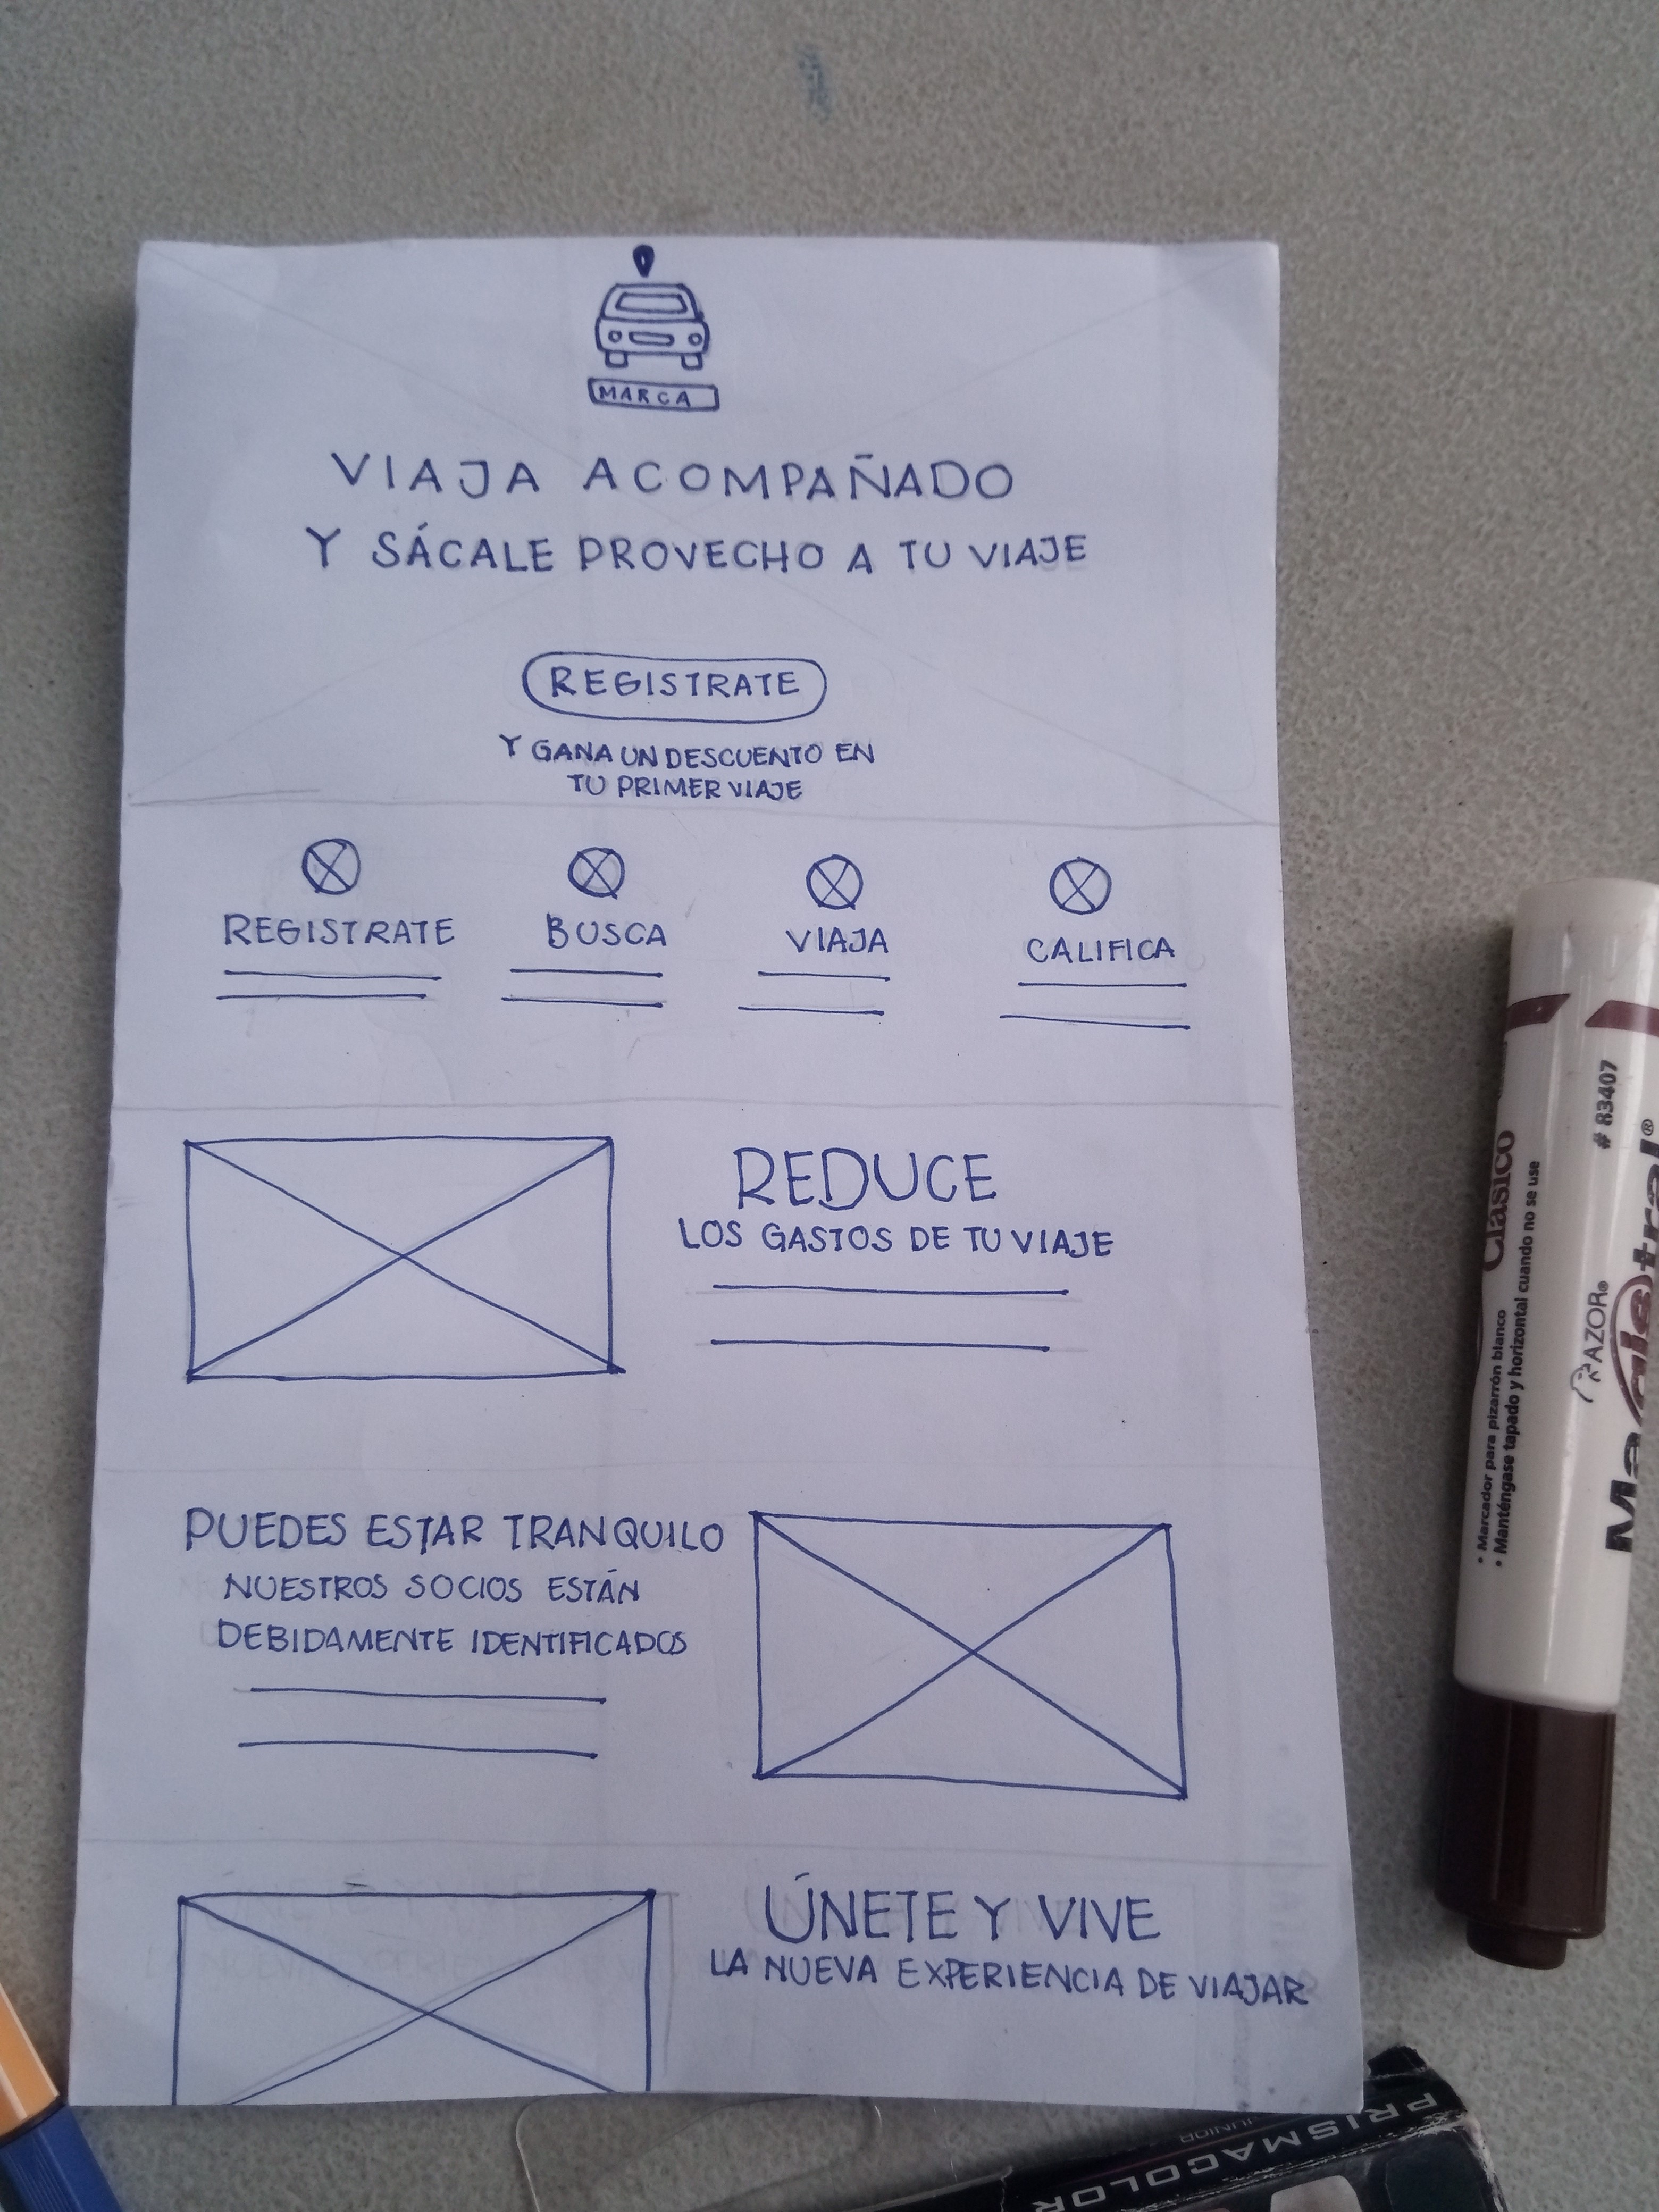 MARCA
VIAJA ACOMPAÑADO
Y SÁCALE PROVECHO A TU VIAJE
REGISTRATE
Y GANA UN DESCUENTO EN
TU PRIMER VIAJE
REGISTRATE
BUSCA
VIAJA
CALIFICA
REDUCE
LOS GASTOS DE TU VIAJE
PUEDES ESTAR TRANQUILO
NUESTROS SOCIOS ESTÁN
DEBIDAMENTE IDENTIFICADOS
ÚNETE Y VIVE
LA NUEVA EXPERIENCIA DE VIAJAR
Clásico
# 83407
• Marcador para pizarrón blanco
• Manténgase tapado y horizontal cuando no se use
AZOR®
Magistral®
PRISMACOLOR
JUNIOR